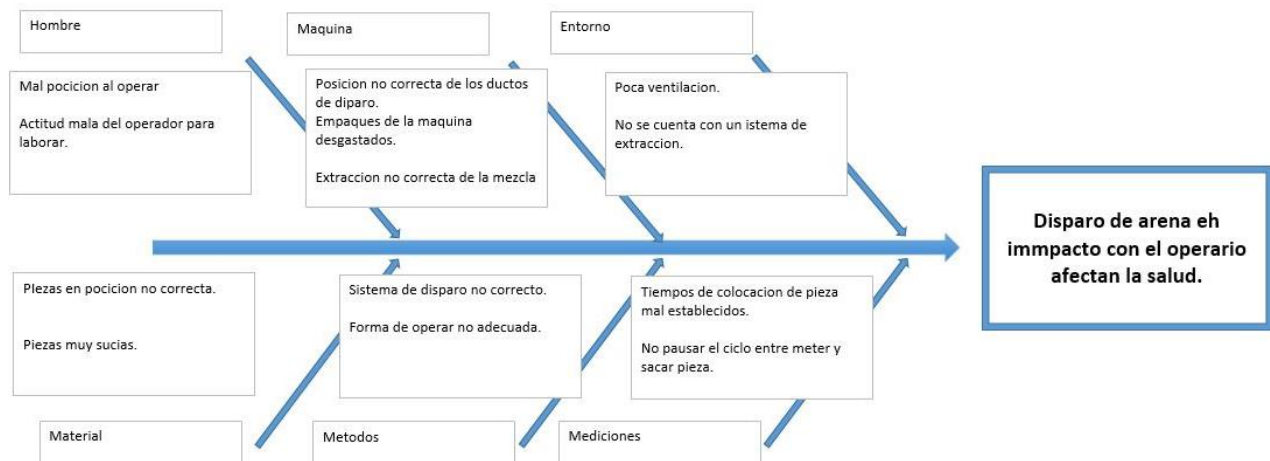 Hombre
Maquina
Entorno
Mal pocicion al operar
Actitud mala del operador para
laborar.
Posicion no correcta de los ductos
de diparo.
Empaques de la maquina
desgastados.
Extraccion no correcta de la mezcla
Poca ventilacion.
No se cuenta con un istema de
extraccion.
Disparo de arena eh
immpacto con el operario
afectan la salud.
PIezas en pocicion no correcta.
Piezas muy sucias.
Sistema de disparo no correcto.
Forma de operar no adecuada.
Tiempos de colocacion de pieza
mal establecidos.
No pausar el ciclo entre meter y
sacar pieza.
Material
Metodos
Mediciones